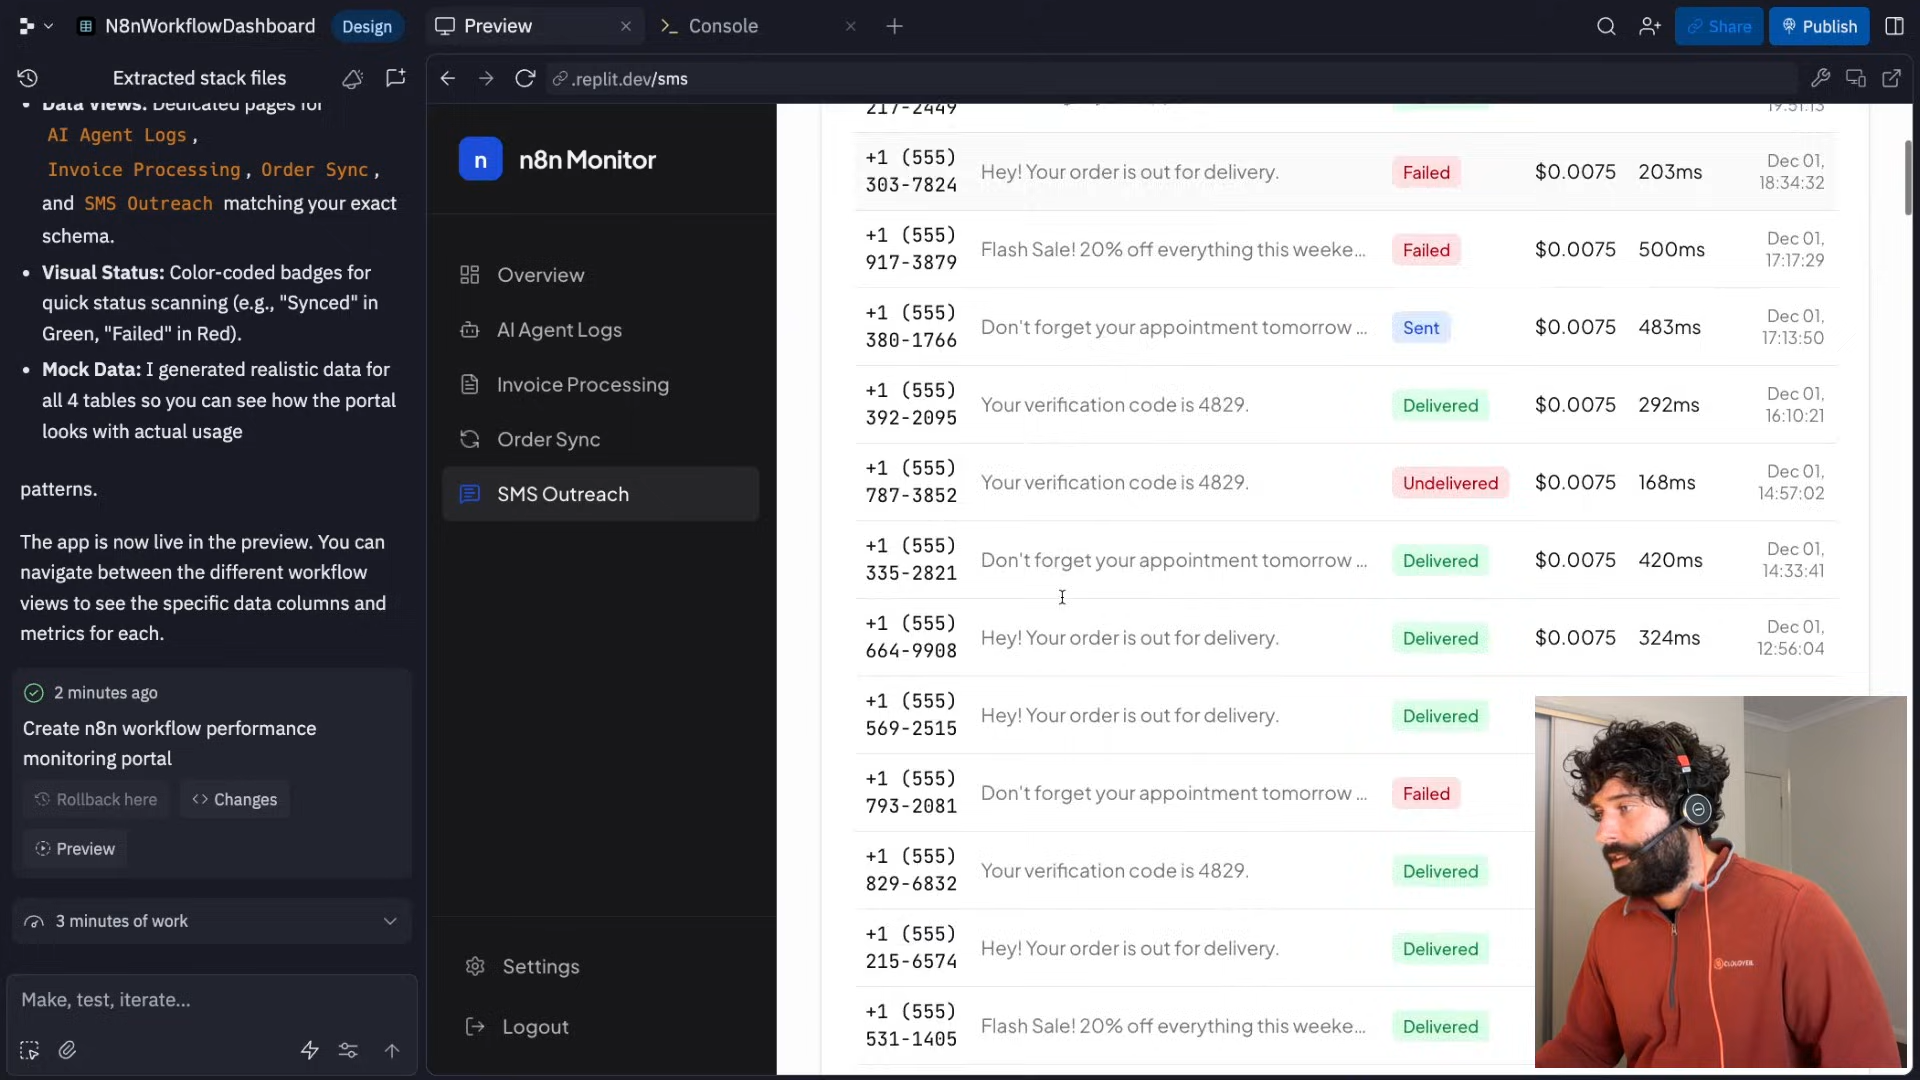 N8nWorkflowDashboard
Design
Preview
Console
Share
Publish
Extracted stack files
.replit.dev/sms
Data Views: Dedicated pages for
AI Agent Logs,
Invoice Processing, Order Sync,
and SMS Outreach matching your exact
schema.
Visual Status: Color-coded badges for
quick status scanning (e.g., "Synced" in
Green, "Failed" in Red).
Mock Data: I generated realistic data for
all 4 tables so you can see how the portal
looks with actual usage
patterns.
The app is now live in the preview. You can
navigate between the different workflow
views to see the specific data columns and
metrics for each.
2 minutes ago
Create n8n workflow performance
monitoring portal
Rollback here
Changes
Preview
3 minutes of work
Make, test, iterate...
n
n8n Monitor
Overview
AI Agent Logs
Invoice Processing
Order Sync
SMS Outreach
Settings
Logout
217-2449
19:51:13
+1 (555)
303-7824
Hey! Your order is out for delivery.
Failed
$0.0075
203ms
Dec 01,
18:34:32
+1 (555)
917-3879
Flash Sale! 20% off everything this weeke...
Failed
$0.0075
500ms
Dec 01,
17:17:29
+1 (555)
380-1766
Don't forget your appointment tomorrow ...
Sent
$0.0075
483ms
Dec 01,
17:13:50
+1 (555)
392-2095
Your verification code is 4829.
Delivered
$0.0075
292ms
Dec 01,
16:10:21
+1 (555)
787-3852
Your verification code is 4829.
Undelivered
$0.0075
168ms
Dec 01,
14:57:02
+1 (555)
335-2821
Don't forget your appointment tomorrow ...
Delivered
$0.0075
420ms
Dec 01,
14:33:41
+1 (555)
664-9908
Hey! Your order is out for delivery.
Delivered
$0.0075
324ms
Dec 01,
12:56:04
+1 (555)
569-2515
Hey! Your order is out for delivery.
Delivered
+1 (555)
793-2081
Don't forget your appointment tomorrow ...
Failed
+1 (555)
829-6832
Your verification code is 4829.
Delivered
+1 (555)
215-6574
Hey! Your order is out for delivery.
Delivered
+1 (555)
531-1405
Flash Sale! 20% off everything this weeke...
Delivered